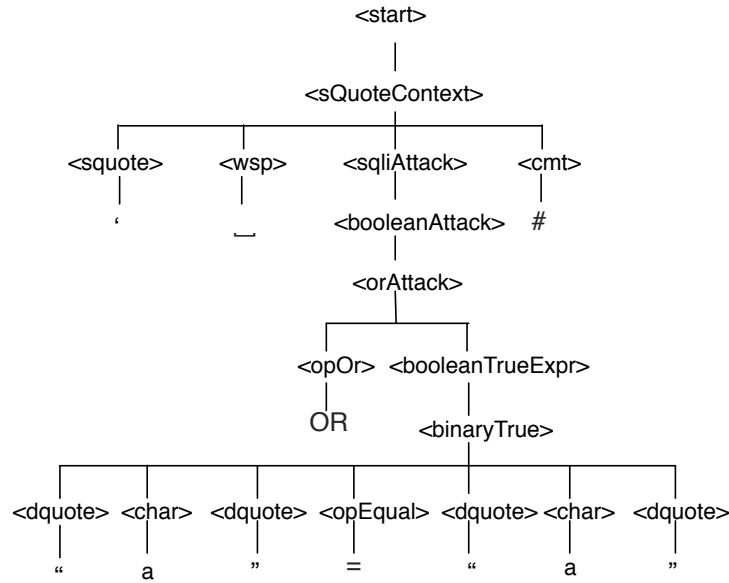 <start>
<sQuoteContext>
<squote> <wsp> <sqliAttack> <cmt>
‘ ⎵ <booleanAttack> #
<orAttack>
<opOr> <booleanTrueExpr>
OR <binaryTrue>
<dquote> <char> <dquote> <opEqual> <dquote> <char> <dquote>
“ a ” = “ a ”